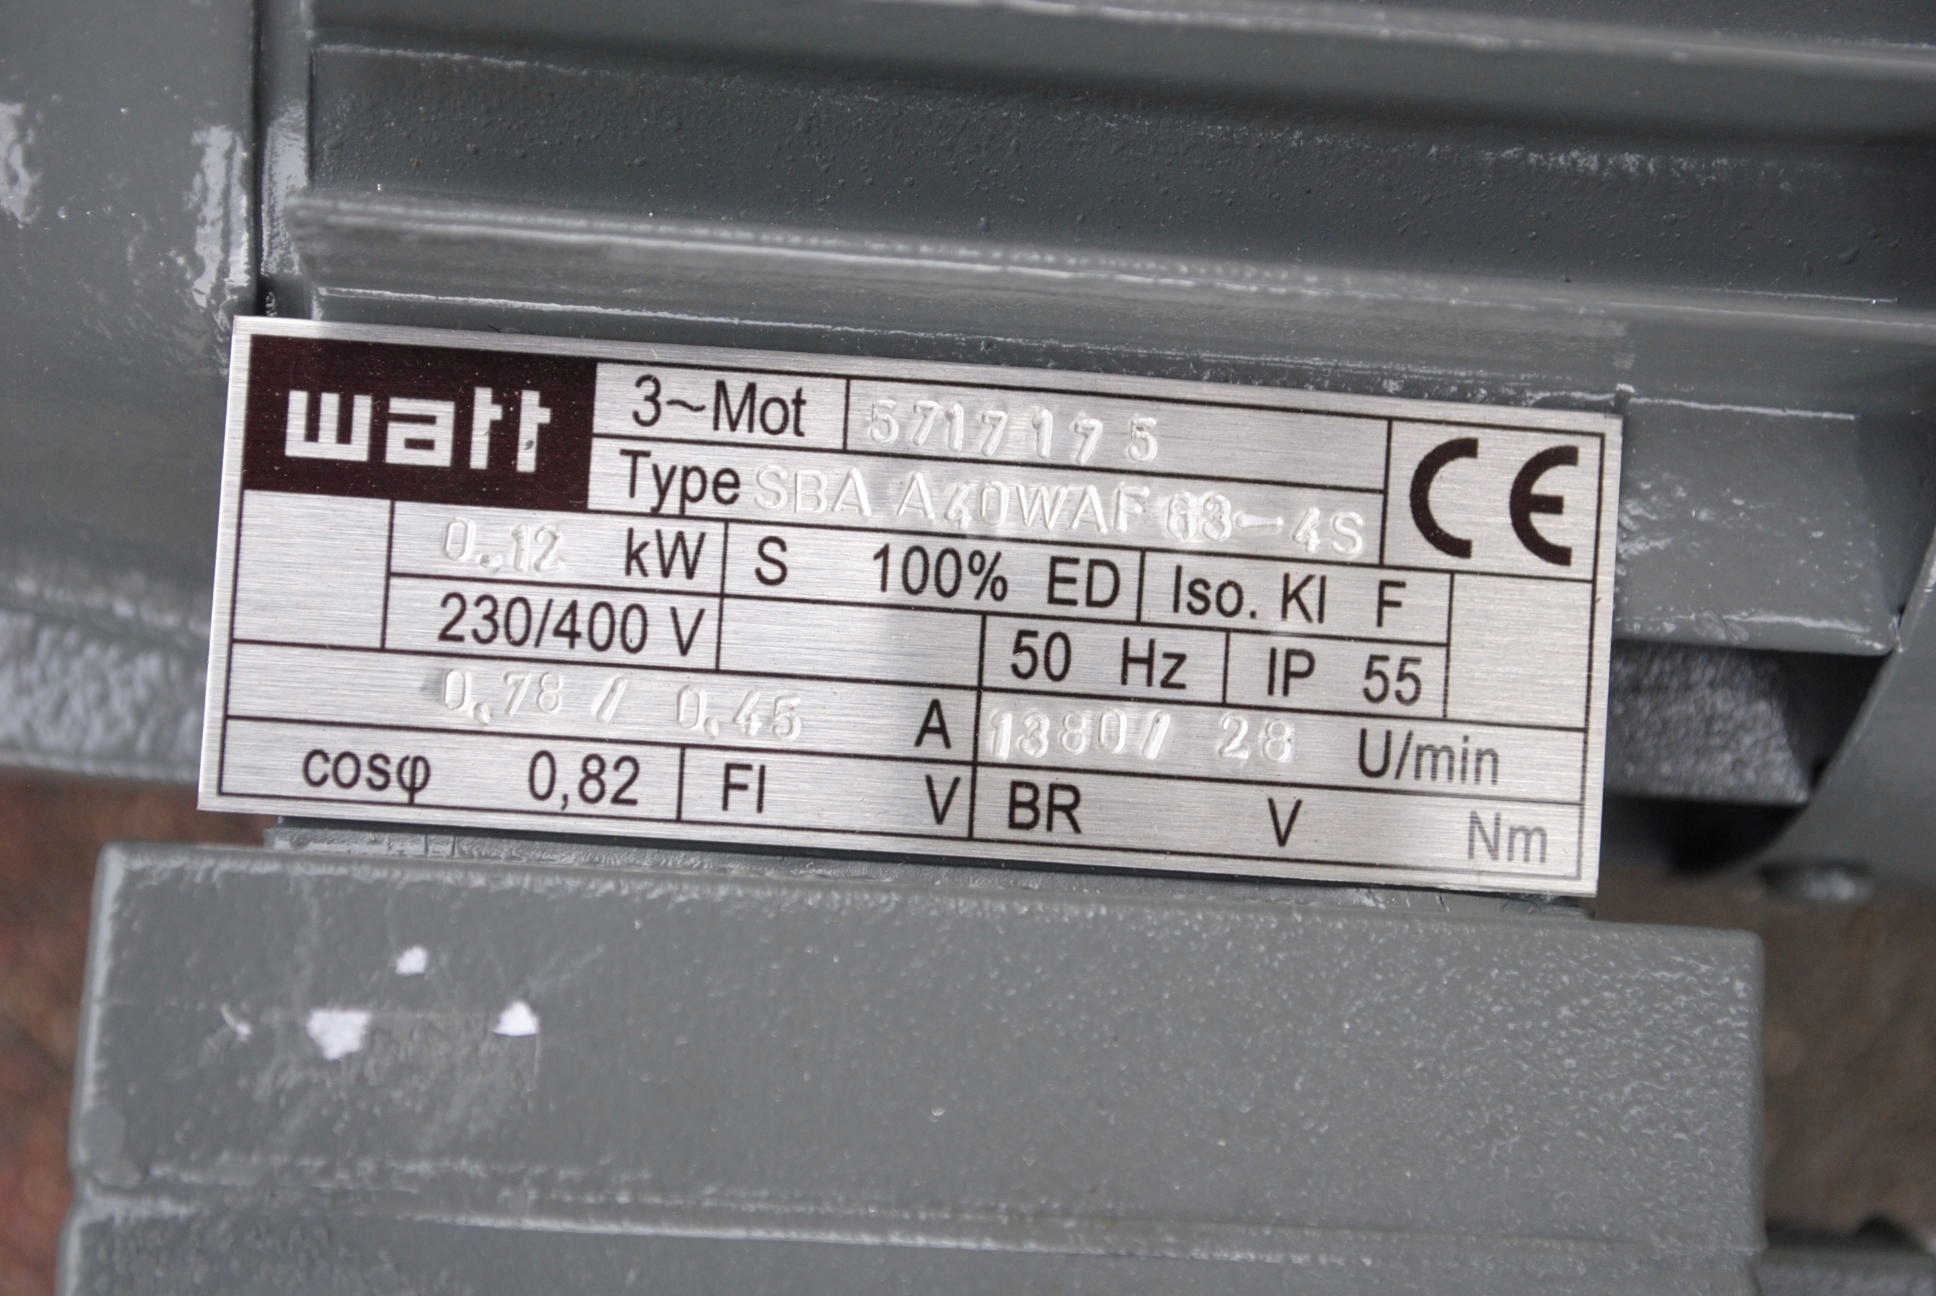 watt 3~Mot 5717175 CE
Type SBA A40WAF 63-4S
0.12 kW S 100% ED Iso. Kl F
230/400 V 50 Hz IP 55
0,78 / 0,45 A 1380/ 28 U/min
cosφ 0,82 FI V BR V Nm